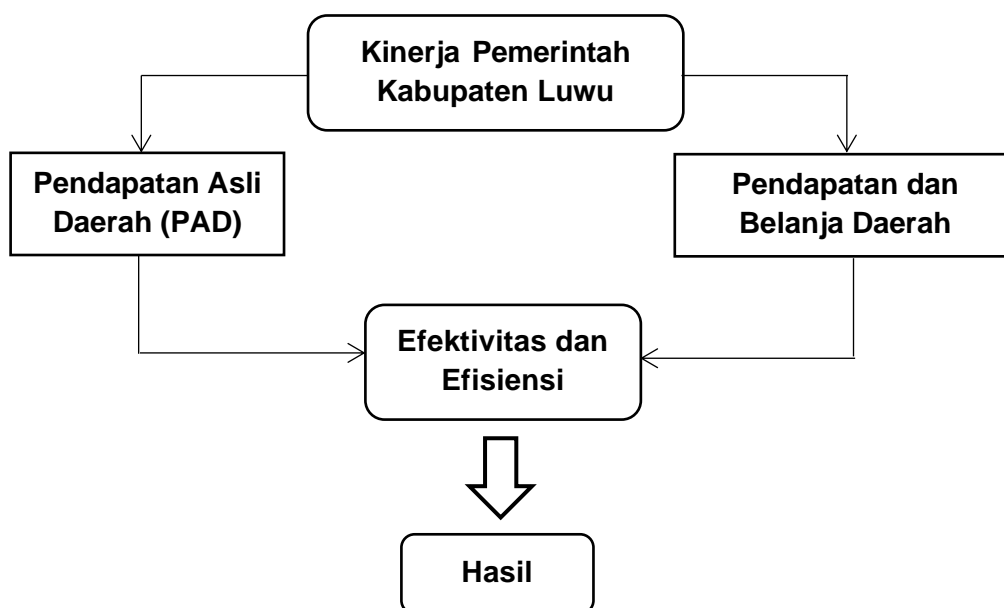 Kinerja Pemerintah
Kabupaten Luwu
Pendapatan Asli
Daerah (PAD)
Pendapatan dan
Belanja Daerah
Efektivitas dan
Efisiensi
Hasil